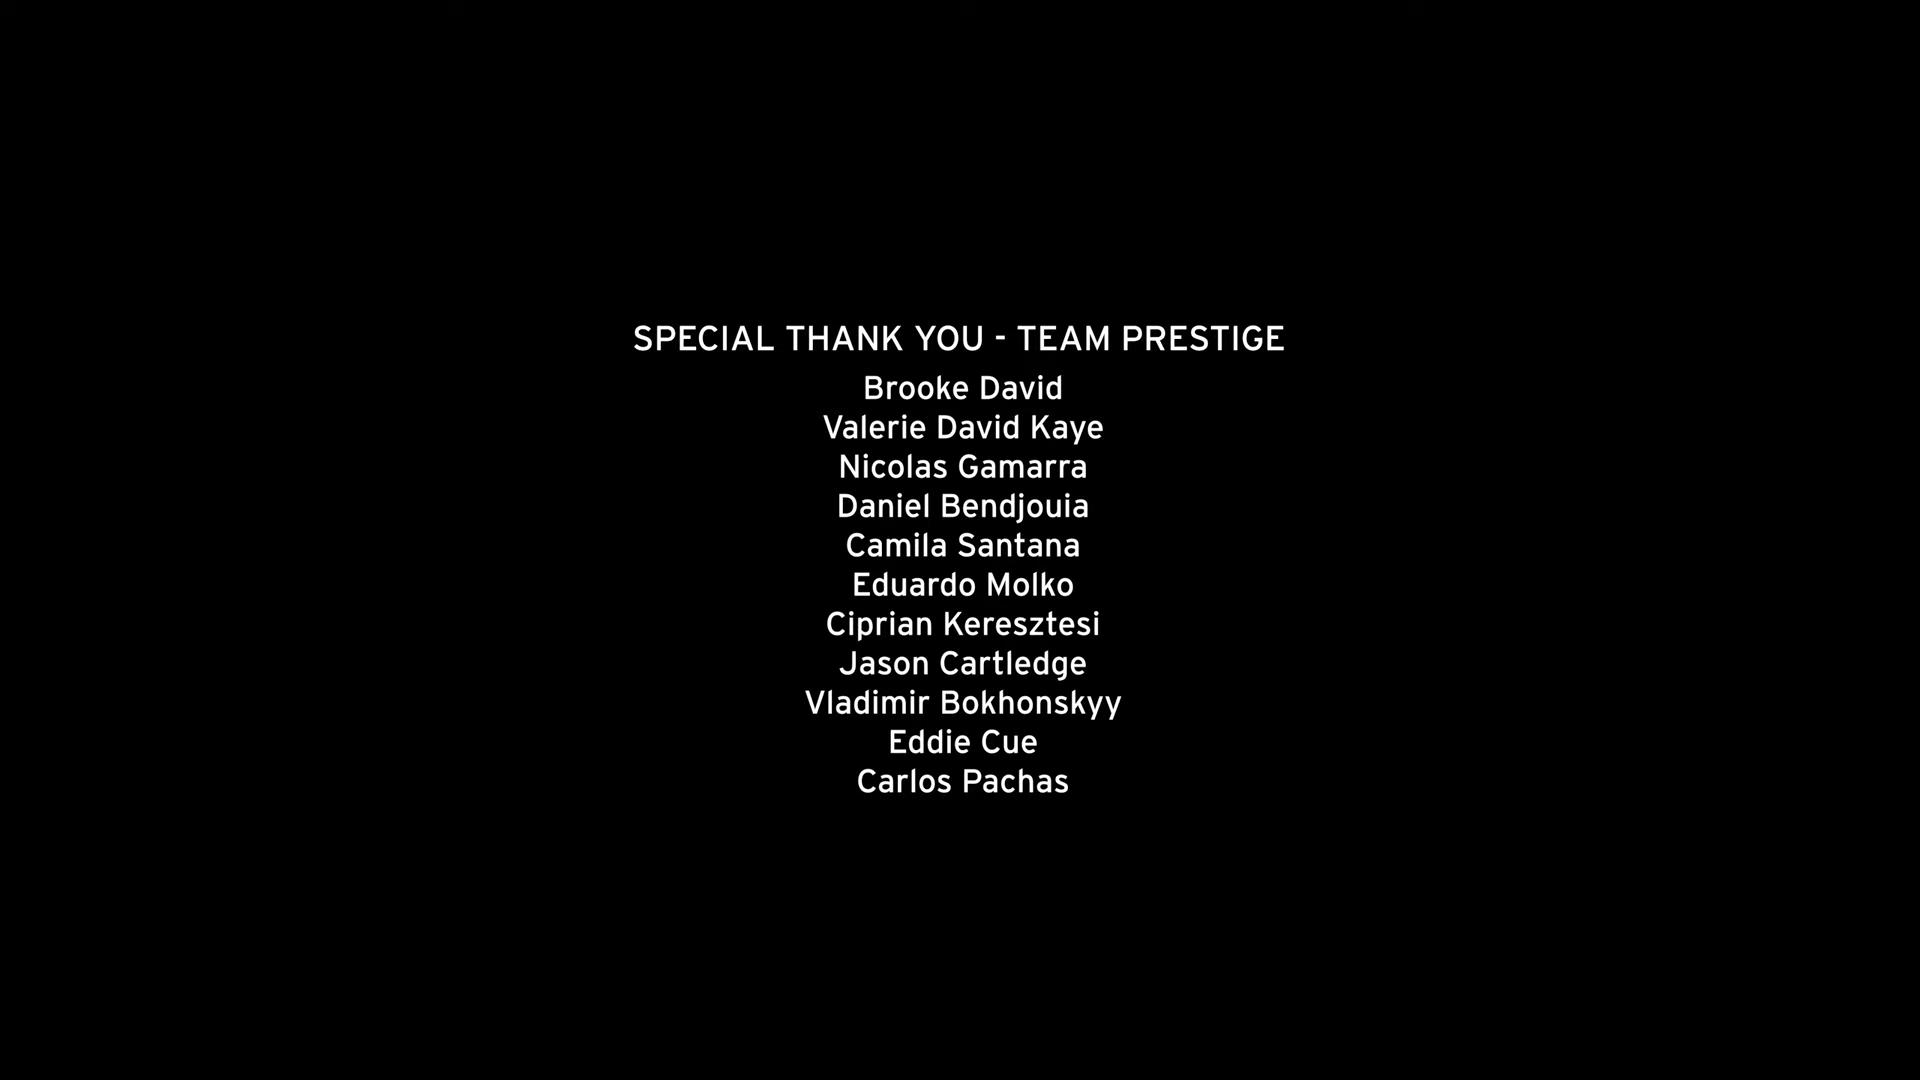 SPECIAL THANK YOU - TEAM PRESTIGE
Brooke David
Valerie David Kaye
Nicolas Gamarra
Daniel Bendjouia
Camila Santana
Eduardo Molko
Ciprian Keresztesi
Jason Cartledge
Vladimir Bokhonskyy
Eddie Cue
Carlos Pachas